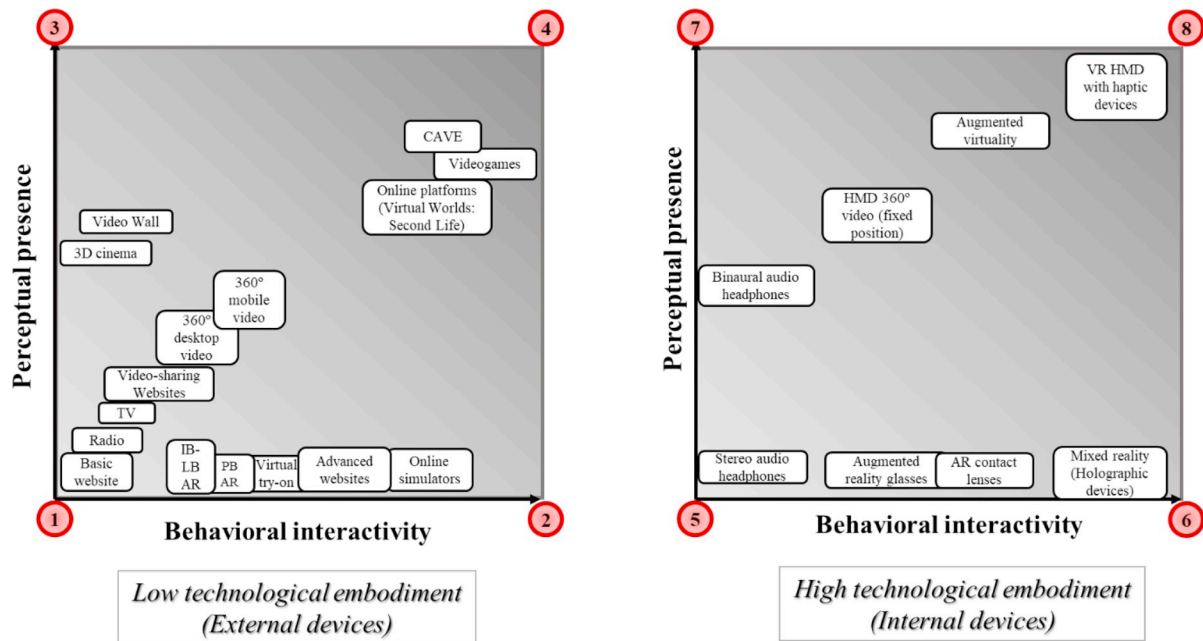 3
4
Perceptual presence
CAVE
Videogames
Online platforms
(Virtual Worlds:
Second Life)
Video Wall
3D cinema
360º
mobile
video
360º
desktop
video
Video-sharing
Websites
TV
Radio
Basic
website
IB-
LB
AR
PB
AR
Virtual
try-on
Advanced
websites
Online
simulators
1
2
Behavioral interactivity
Low technological embodiment
(External devices)
7
8
Perceptual presence
VR HMD
with haptic
devices
Augmented
virtuality
HMD 360º
video (fixed
position)
Binaural audio
headphones
Stereo audio
headphones
Augmented
reality glasses
AR contact
lenses
Mixed reality
(Holographic
devices)
5
6
Behavioral interactivity
High technological embodiment
(Internal devices)